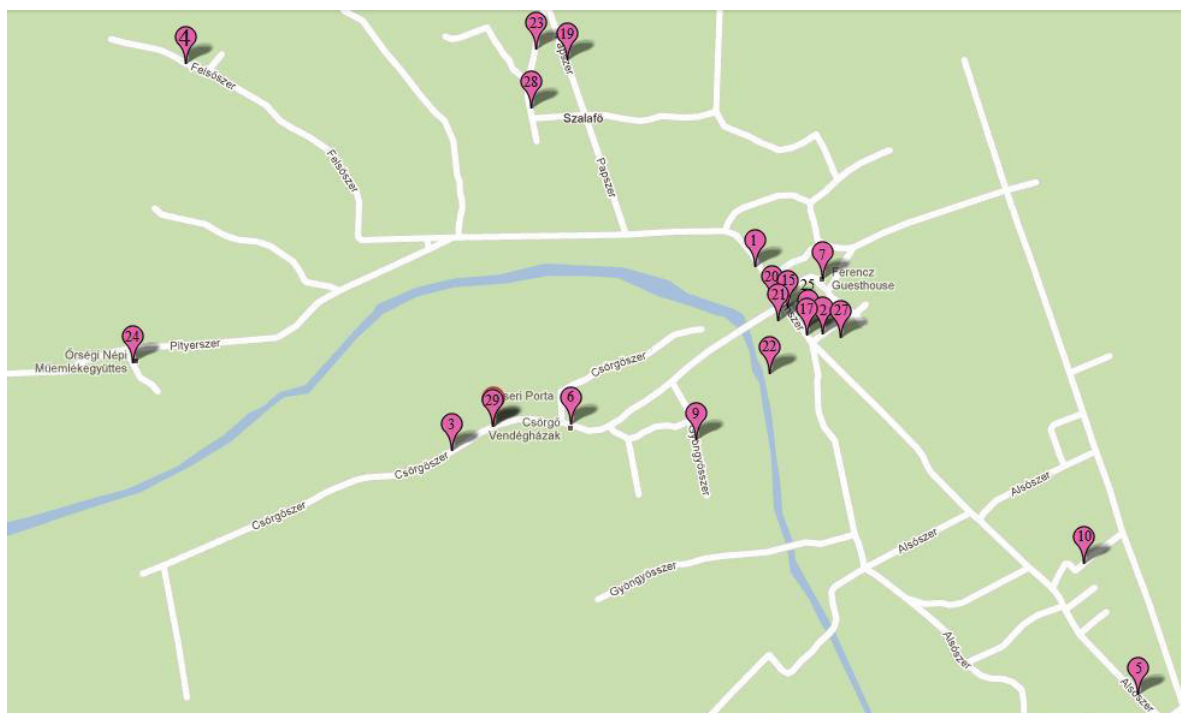 23
19
4
Papszer
Felsőszer
28
Szalafő
Felsőszer
Papszer
1
7
Ferencz
Guesthouse
20
15
25
21
17
2
27
24
Pityerszer
Őrségi Népi
Műemlékegyüttes
22
Csörgőszer
seri Porta
29
6
Csörgő
Vendégházak
3
9
Gyöngyösszer
Csörgőszer
Csörgőszer
Alsószer
Alsószer
10
Gyöngyösszer
Alsószer
5
Alsószer